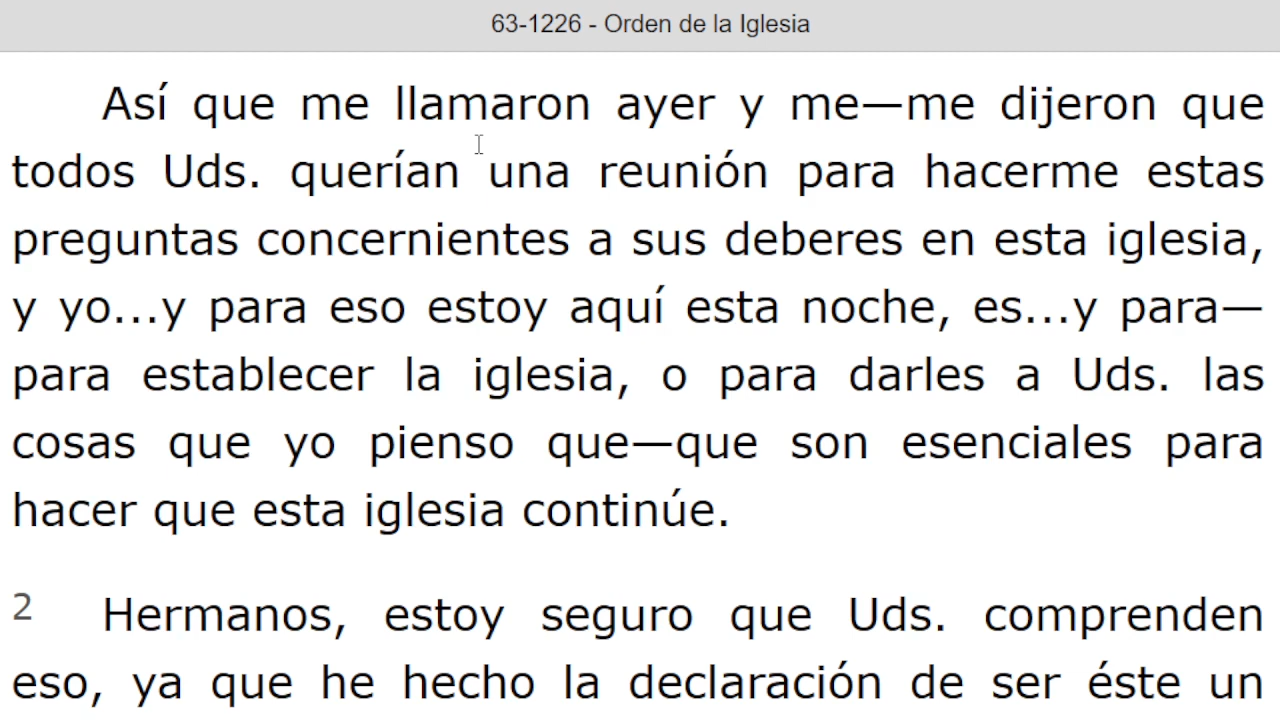 63-1226 - Orden de la Iglesia
Así que me llamaron ayer y me—me dijeron que
todos Uds. querían una reunión para hacerme estas
preguntas concernientes a sus deberes en esta iglesia,
y yo...y para eso estoy aquí esta noche, es...y para—
para establecer la iglesia, o para darles a Uds. las
cosas que yo pienso que—que son esenciales para
hacer que esta iglesia continúe.
2 Hermanos, estoy seguro que Uds. comprenden
eso, ya que he hecho la declaración de ser éste un